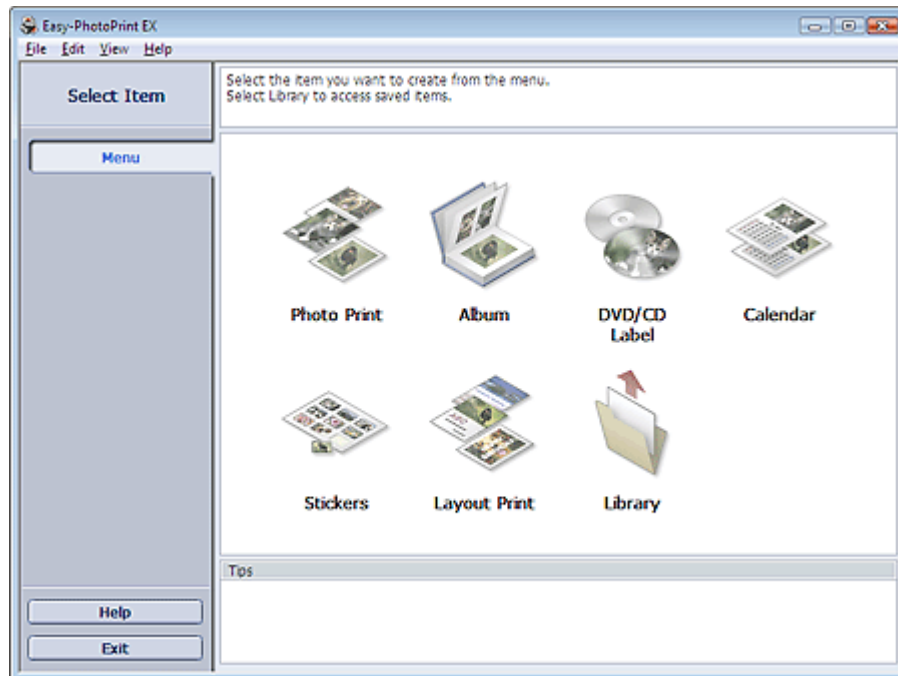 Easy-PhotoPrint EX
File Edit View Help
Select Item
Select the item you want to create from the menu.
Select Library to access saved items.
Menu
Photo Print
Album
DVD/CD
Label
Calendar
Stickers
Layout Print
Library
Tips
Help
Exit